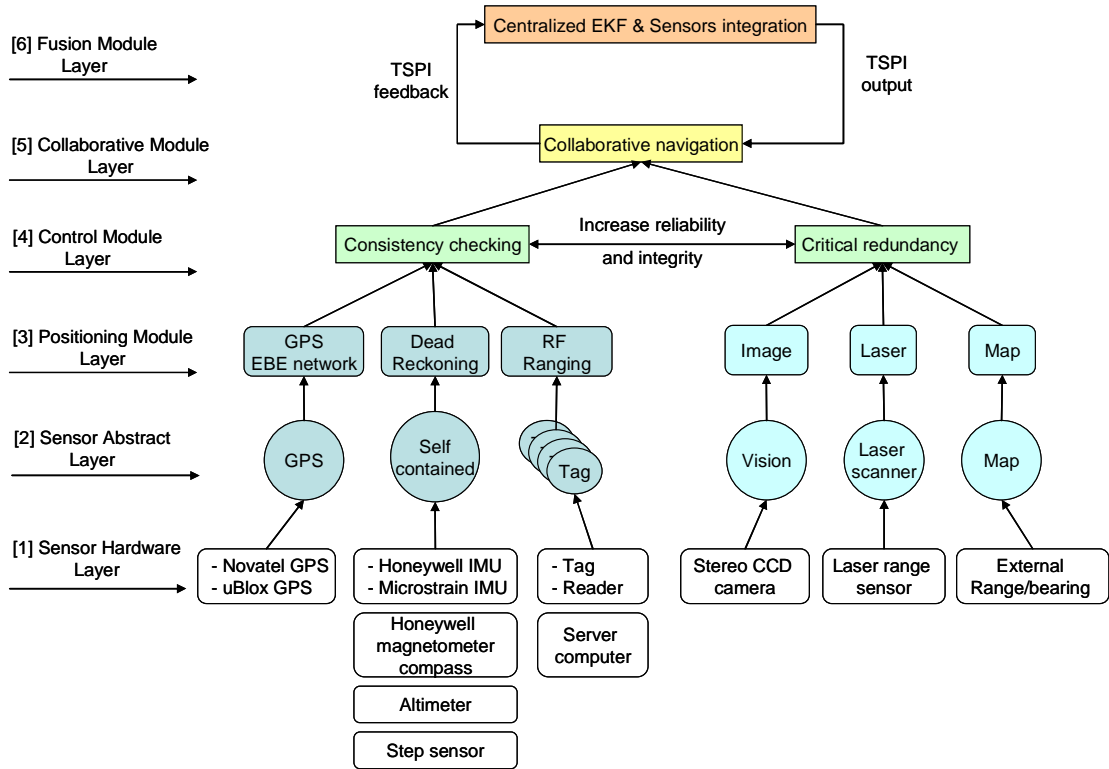 Centralized EKF & Sensors integration
[6] Fusion Module
Layer
TSPI
feedback
TSPI
output
[5] Collaborative Module
Layer
Collaborative navigation
[4] Control Module
Layer
Consistency checking
Increase reliability
and integrity
Critical redundancy
[3] Positioning Module
Layer
GPS
EBE network
Dead
Reckoning
RF
Ranging
Image
Laser
Map
[2] Sensor Abstract
Layer
GPS
Self
contained
Tag
Vision
Laser
scanner
Map
[1] Sensor Hardware
Layer
- Novatel GPS
- uBlox GPS
- Honeywell IMU
- Microstrain IMU
- Tag
- Reader
Stereo CCD
camera
Laser range
sensor
External
Range/bearing
Honeywell
magnetometer
compass
Server
computer
Altimeter
Step sensor